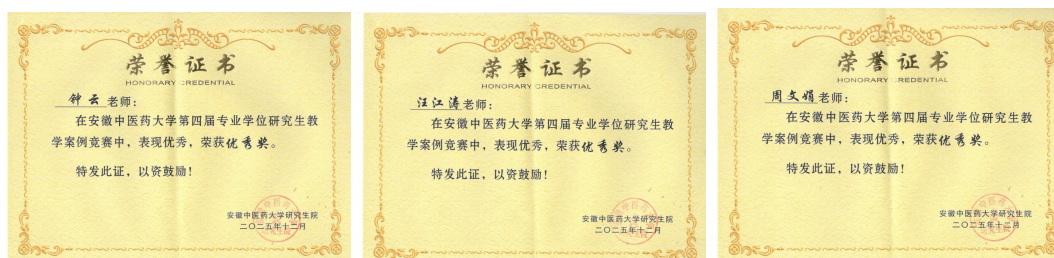 荣誉证书
HONORARY CREDENTIAL
钟云老师：
在安徽中医药大学第四届专业学位研究生教
学案例竞赛中，表现优秀，荣获优秀奖。
特发此证，以资鼓励！
安徽中医药大学研究生院
二〇二五年十二月
荣誉证书
HONORARY CREDENTIAL
汪江涛老师：
在安徽中医药大学第四届专业学位研究生教
学案例竞赛中，表现优秀，荣获优秀奖。
特发此证，以资鼓励！
安徽中医药大学研究生院
二〇二五年十二月
荣誉证书
HONORARY CREDENTIAL
周文娟老师：
在安徽中医药大学第四届专业学位研究生教
学案例竞赛中，表现优秀，荣获优秀奖。
特发此证，以资鼓励！
安徽中医药大学研究生院
二〇二五年十二月